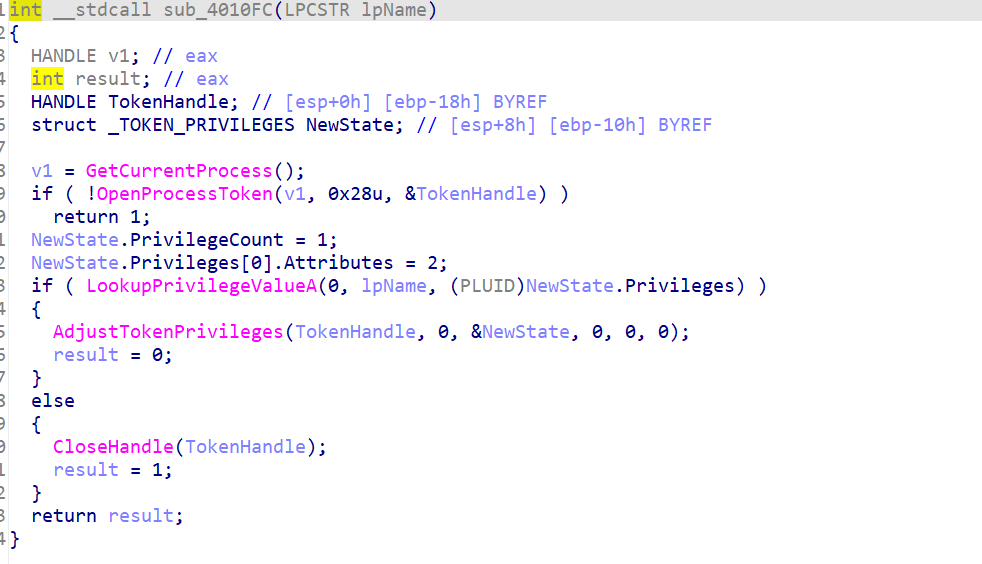 1 int __stdcall sub_4010FC(LPCSTR lpName)
2 {
3   HANDLE v1; // eax
4   int result; // eax
5   HANDLE TokenHandle; // [esp+0h] [ebp-18h] BYREF
6   struct _TOKEN_PRIVILEGES NewState; // [esp+8h] [ebp-10h] BYREF
7
8   v1 = GetCurrentProcess();
9   if ( !OpenProcessToken(v1, 0x28u, &TokenHandle) )
0     return 1;
1   NewState.PrivilegeCount = 1;
2   NewState.Privileges[0].Attributes = 2;
3   if ( LookupPrivilegeValueA(0, lpName, (PLUID)NewState.Privileges) )
4   {
5     AdjustTokenPrivileges(TokenHandle, 0, &NewState, 0, 0, 0);
6     result = 0;
7   }
8   else
9   {
0     CloseHandle(TokenHandle);
1     result = 1;
2   }
3   return result;
4 }